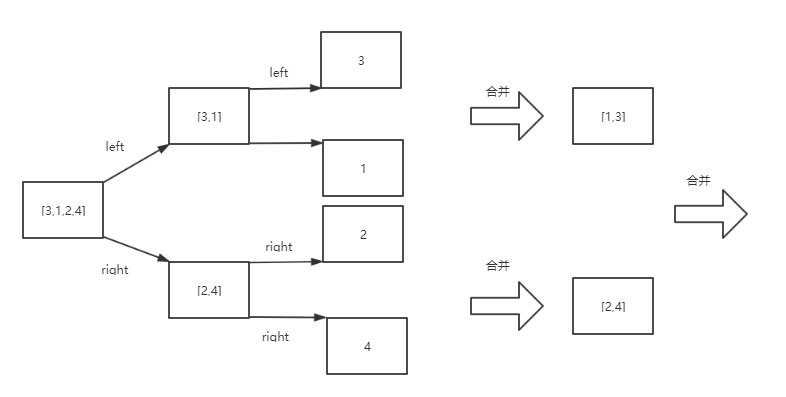 3
left
合并
[3,1]
[1,3]
left
1
合并
[3,1,2,4]
2
right
right
合并
[2,4]
[2,4]
right
4